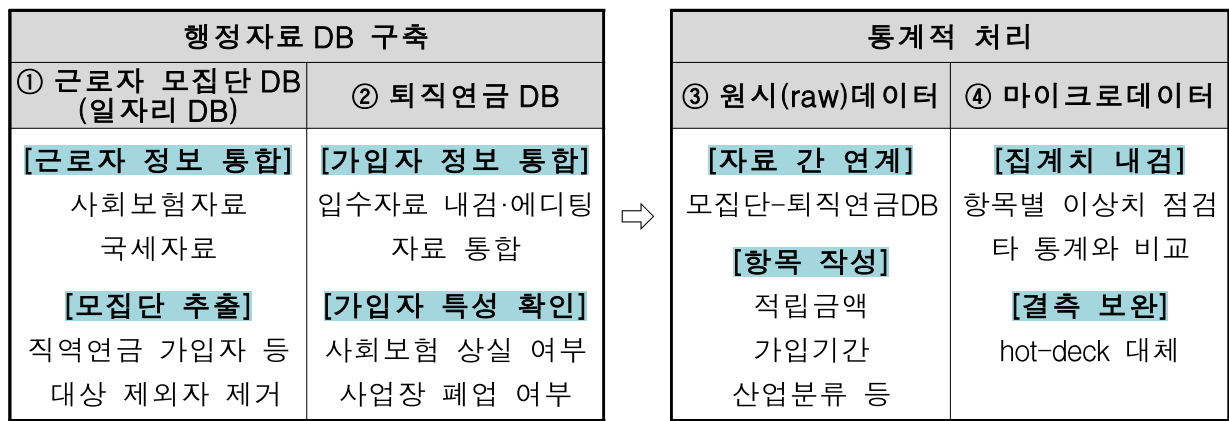 행정자료 DB 구축
① 근로자 모집단 DB
(일자리 DB)
[근로자 정보 통합]
사회보험자료
국세자료
[모집단 추출]
직역연금 가입자 등
대상 제외자 제거
② 퇴직연금 DB
[가입자 정보 통합]
입수자료 내검·에디팅
자료 통합
[가입자 특성 확인]
사회보험 상실 여부
사업장 폐업 여부
⇨
통계적 처리
③ 원시(raw)데이터
[자료 간 연계]
모집단-퇴직연금DB
[항목 작성]
적립금액
가입기간
산업분류 등
④ 마이크로데이터
[집계치 내검]
항목별 이상치 점검
타 통계와 비교
[결측 보완]
hot-deck 대체